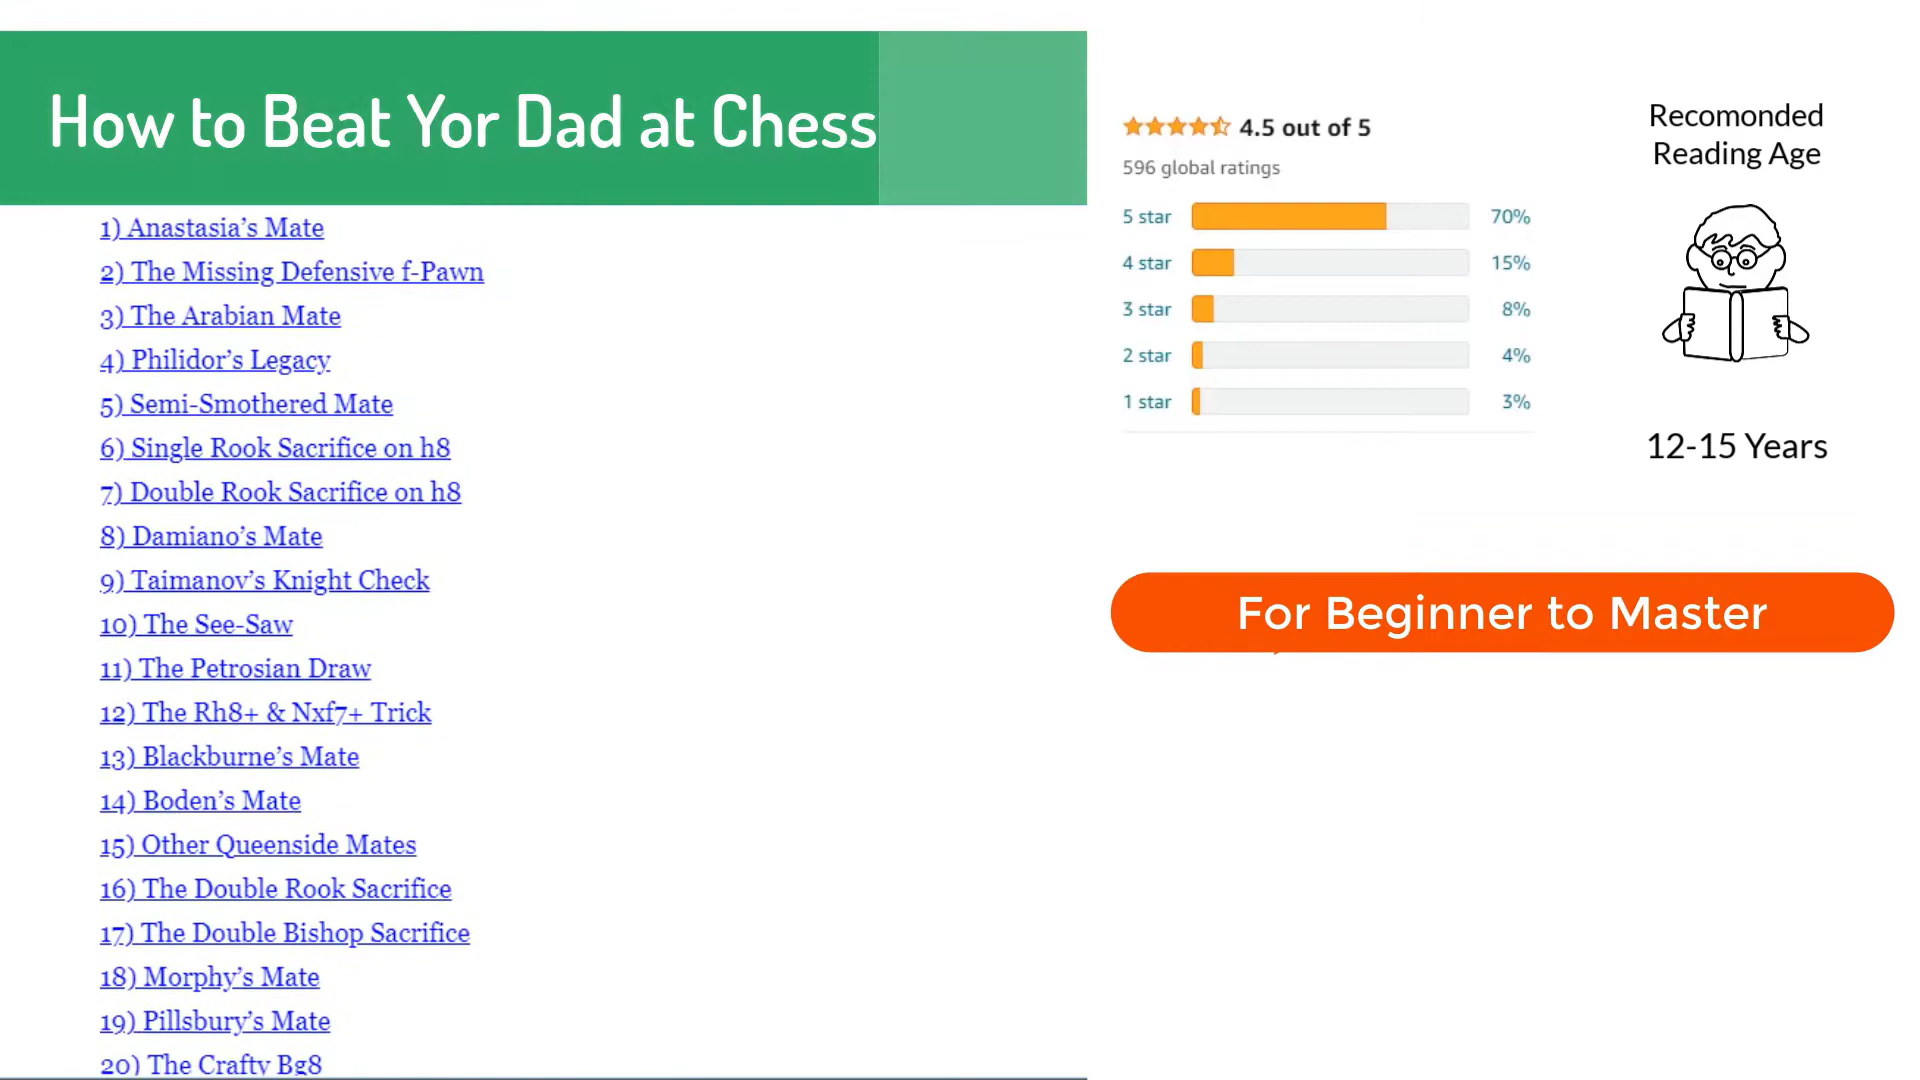 How to Beat Yor Dad at Chess
1) Anastasia’s Mate
2) The Missing Defensive f-Pawn
3) The Arabian Mate
4) Philidor’s Legacy
5) Semi-Smothered Mate
6) Single Rook Sacrifice on h8
7) Double Rook Sacrifice on h8
8) Damiano’s Mate
9) Taimanov’s Knight Check
10) The See-Saw
11) The Petrosian Draw
12) The Rh8+ & Nxf7+ Trick
13) Blackburne’s Mate
14) Boden’s Mate
15) Other Queenside Mates
16) The Double Rook Sacrifice
17) The Double Bishop Sacrifice
18) Morphy’s Mate
19) Pillsbury’s Mate
20) The Crafty Bg8
4.5 out of 5
596 global ratings
5 star 70%
4 star 15%
3 star 8%
2 star 4%
1 star 3%
Recomonded
Reading Age
12-15 Years
For Beginner to Master